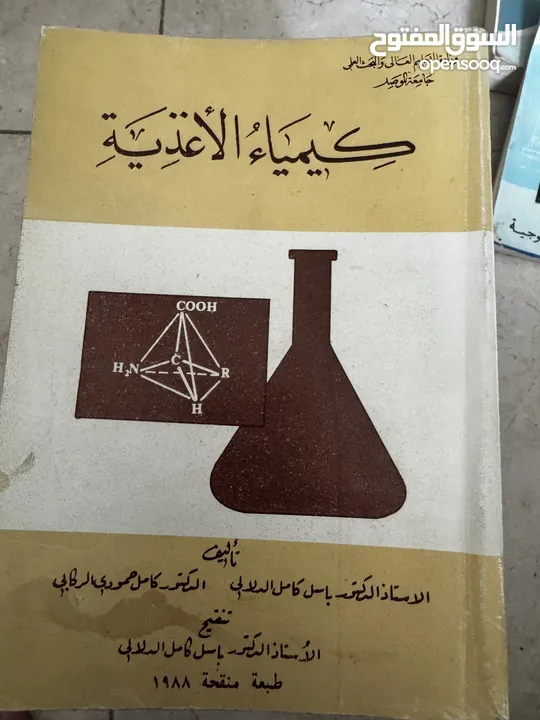 السوق المفتوح
opensooq.com
وزارة التعليم العالي والبحث العلمي
جامعة الموصل
كيمياء الأغذية
COOH
H₂N C R
H
تأليف
الاستاذ الدكتور باسل كامل الدلالي الدكتور كامل حمودي الركابي
تنقيح
الأستاذ الدكتور باسل كامل الدلالي
طبعة منقحة ١٩٨٨